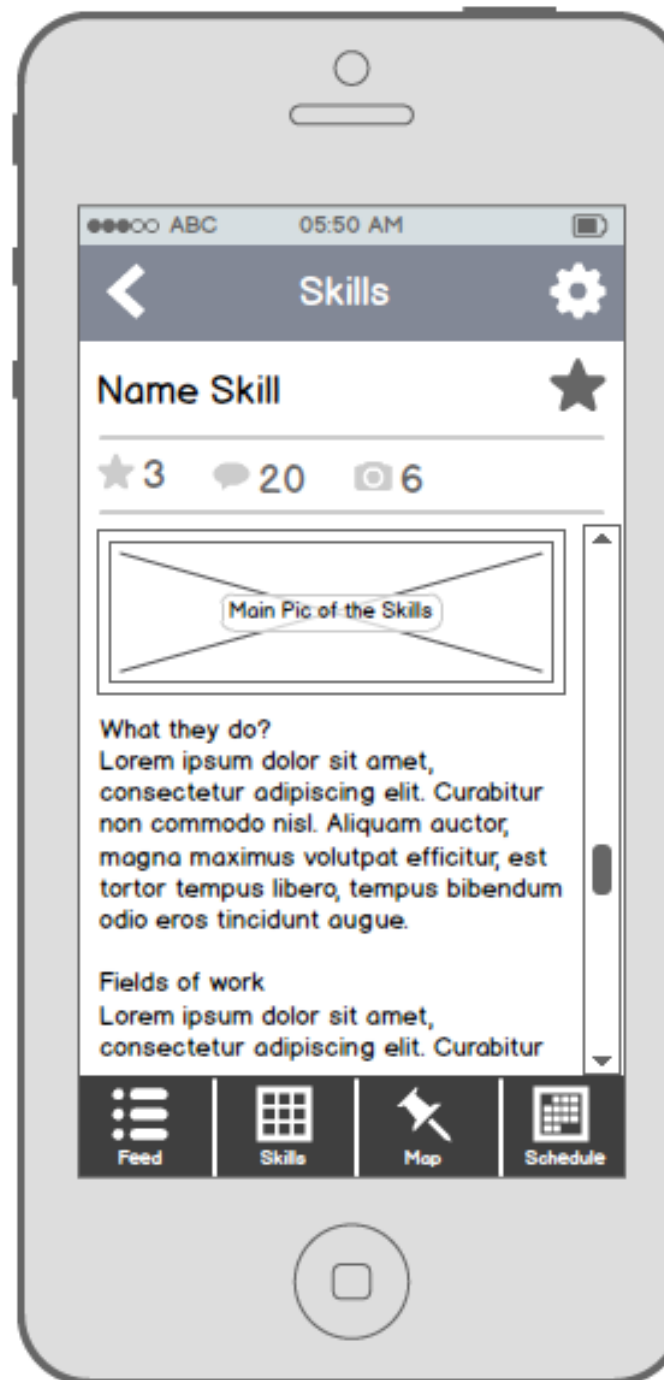 ABC 05:50 AM
Skills
Name Skill
3 20 6
Main Pic of the Skills
What they do?
Lorem ipsum dolor sit amet,
consectetur adipiscing elit. Curabitur
non commodo nisl. Aliquam auctor,
magna maximus volutpat efficitur, est
tortor tempus libero, tempus bibendum
odio eros tincidunt augue.
Fields of work
Lorem ipsum dolor sit amet,
consectetur adipiscing elit. Curabitur
Feed Skills Map Schedule